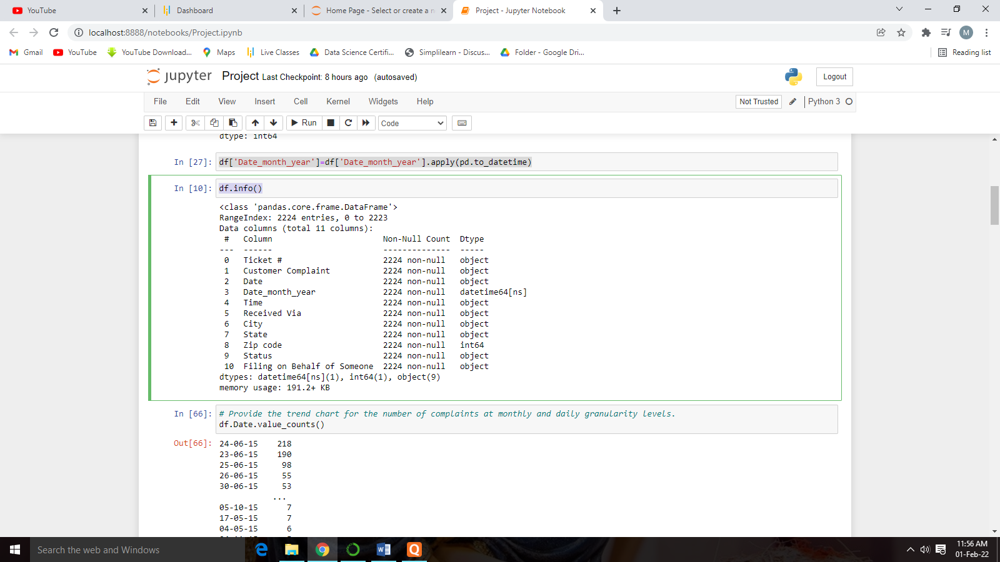 YouTube
Dashboard
Home Page - Select or create a n
Project - Jupyter Notebook
localhost:8888/notebooks/Project.ipynb
M
Gmail
YouTube
YouTube Download...
Maps
Live Classes
Data Science Certifi...
Simplilearn - Discus...
Folder - Google Dri...
Reading list
jupyter Project Last Checkpoint: 8 hours ago (autosaved)
Logout
File Edit View Insert Cell Kernel Widgets Help
Not Trusted
Python 3
Run
Code
dtype: int64
In [27]: df['Date_month_year']=df['Date_month_year'].apply(pd.to_datetime)
In [10]: df.info()
<class 'pandas.core.frame.DataFrame'>
RangeIndex: 2224 entries, 0 to 2223
Data columns (total 11 columns):
# Column Non-Null Count Dtype
--- ------ -------------- -----
0 Ticket # 2224 non-null object
1 Customer Complaint 2224 non-null object
2 Date 2224 non-null object
3 Date_month_year 2224 non-null datetime64[ns]
4 Time 2224 non-null object
5 Received Via 2224 non-null object
6 City 2224 non-null object
7 State 2224 non-null object
8 Zip code 2224 non-null int64
9 Status 2224 non-null object
10 Filing on Behalf of Someone 2224 non-null object
dtypes: datetime64[ns](1), int64(1), object(9)
memory usage: 191.2+ KB
In [66]: # Provide the trend chart for the number of complaints at monthly and daily granularity levels.
df.Date.value_counts()
Out[66]: 24-06-15 218
23-06-15 190
25-06-15 98
26-06-15 55
30-06-15 53
...
05-10-15 7
17-05-15 7
04-05-15 6
Search the web and Windows
11:56 AM
01-Feb-22